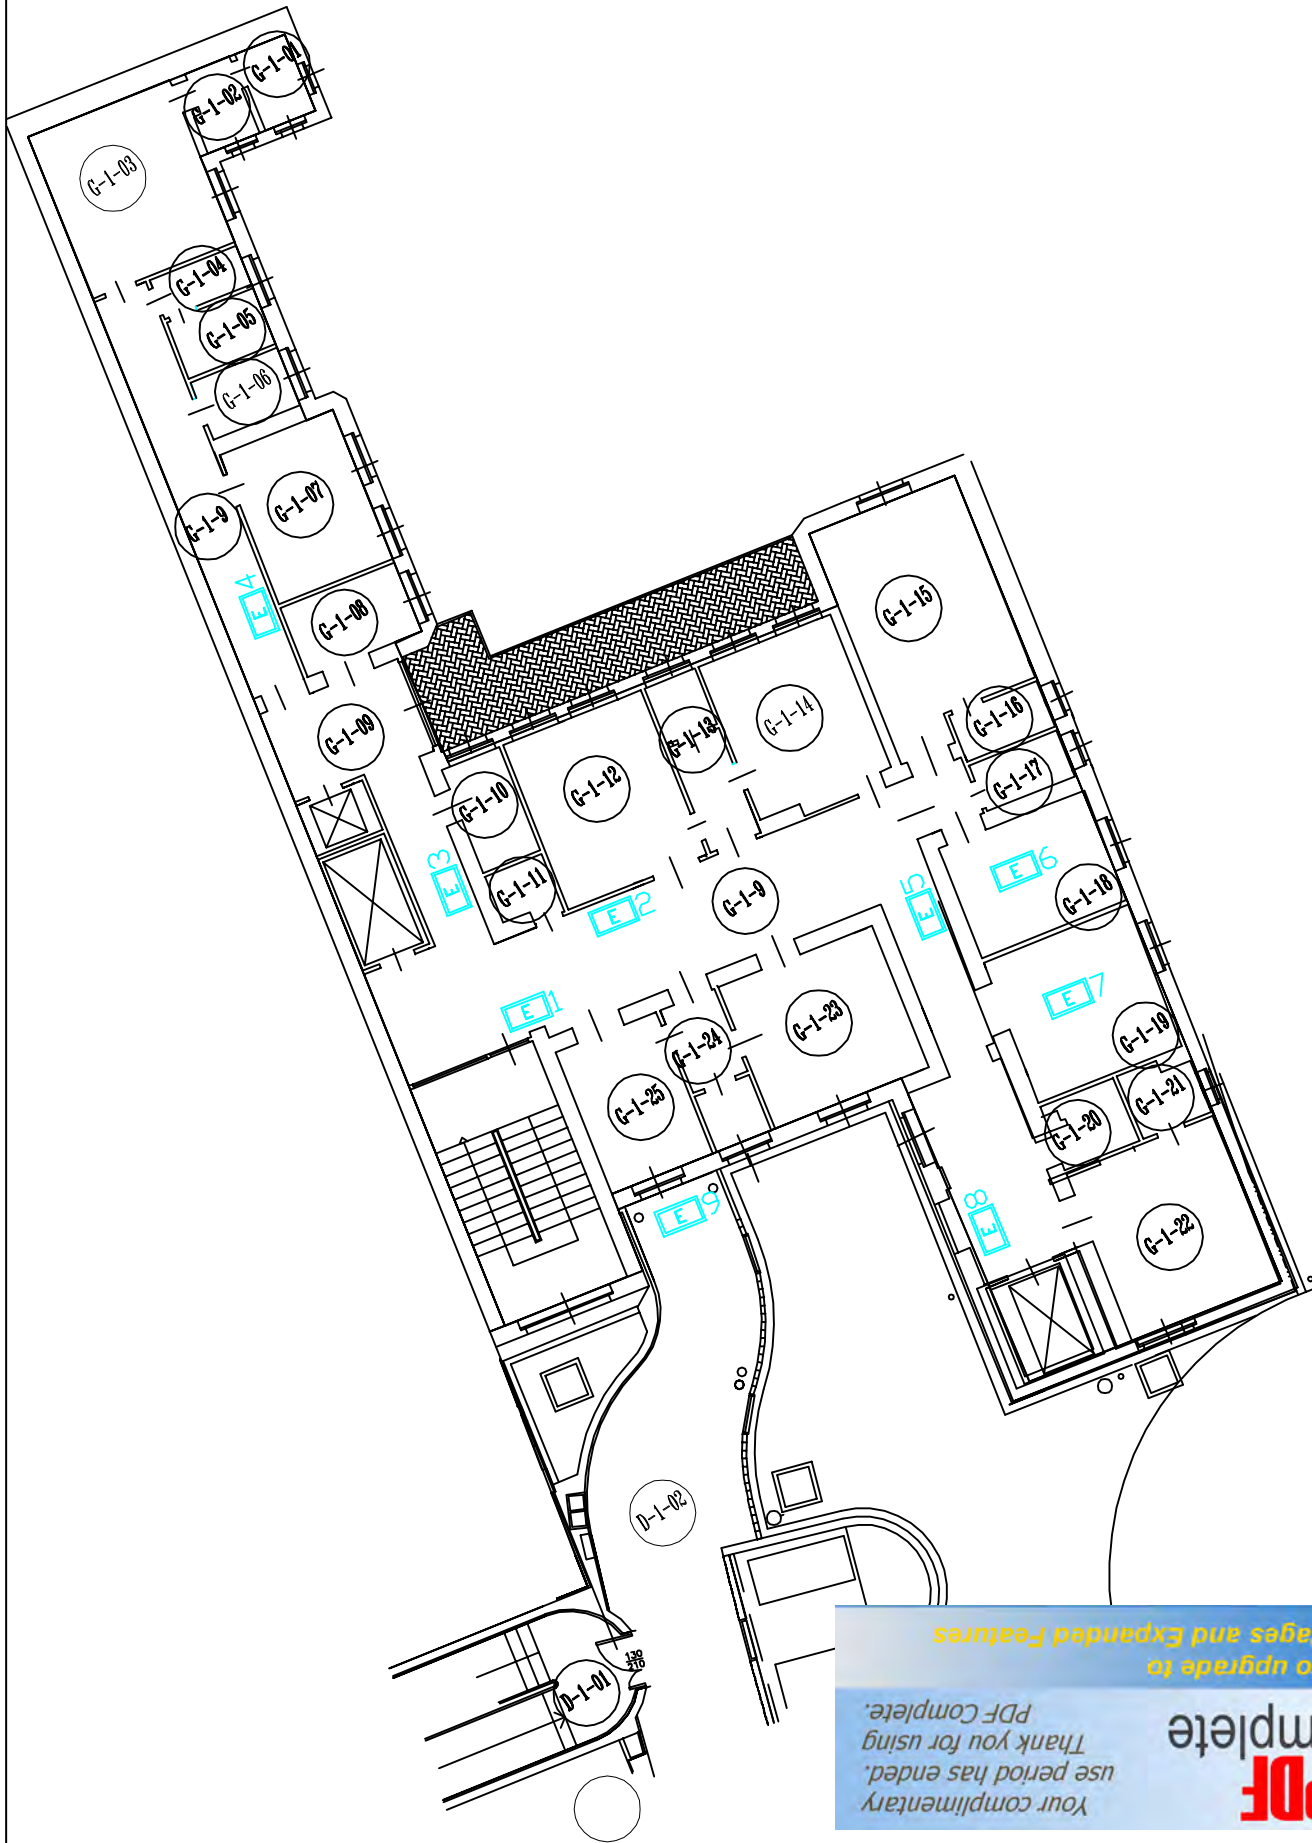 G-1-01
G-1-02
G-1-03
G-1-04
G-1-05
G-1-06
G-1-07
G-1-9
E 4
G-1-08
G-1-15
G-1-09
G-1-16
G-1-14
G-1-13
G-1-17
G-1-12
G-1-10
E 3
G-1-11
E 2
G-1-9
E 5
E 6
G-1-18
E 1
E 7
G-1-23
G-1-19
G-1-24
G-1-25
G-1-21
G-1-20
E 9
E 8
G-1-22
D-1-02
130
210
D-1-01
Your complimentary
use period has ended.
Thank you for using
PDF Complete.
PDF
mplete
o upgrade to
ages and Expanded Features